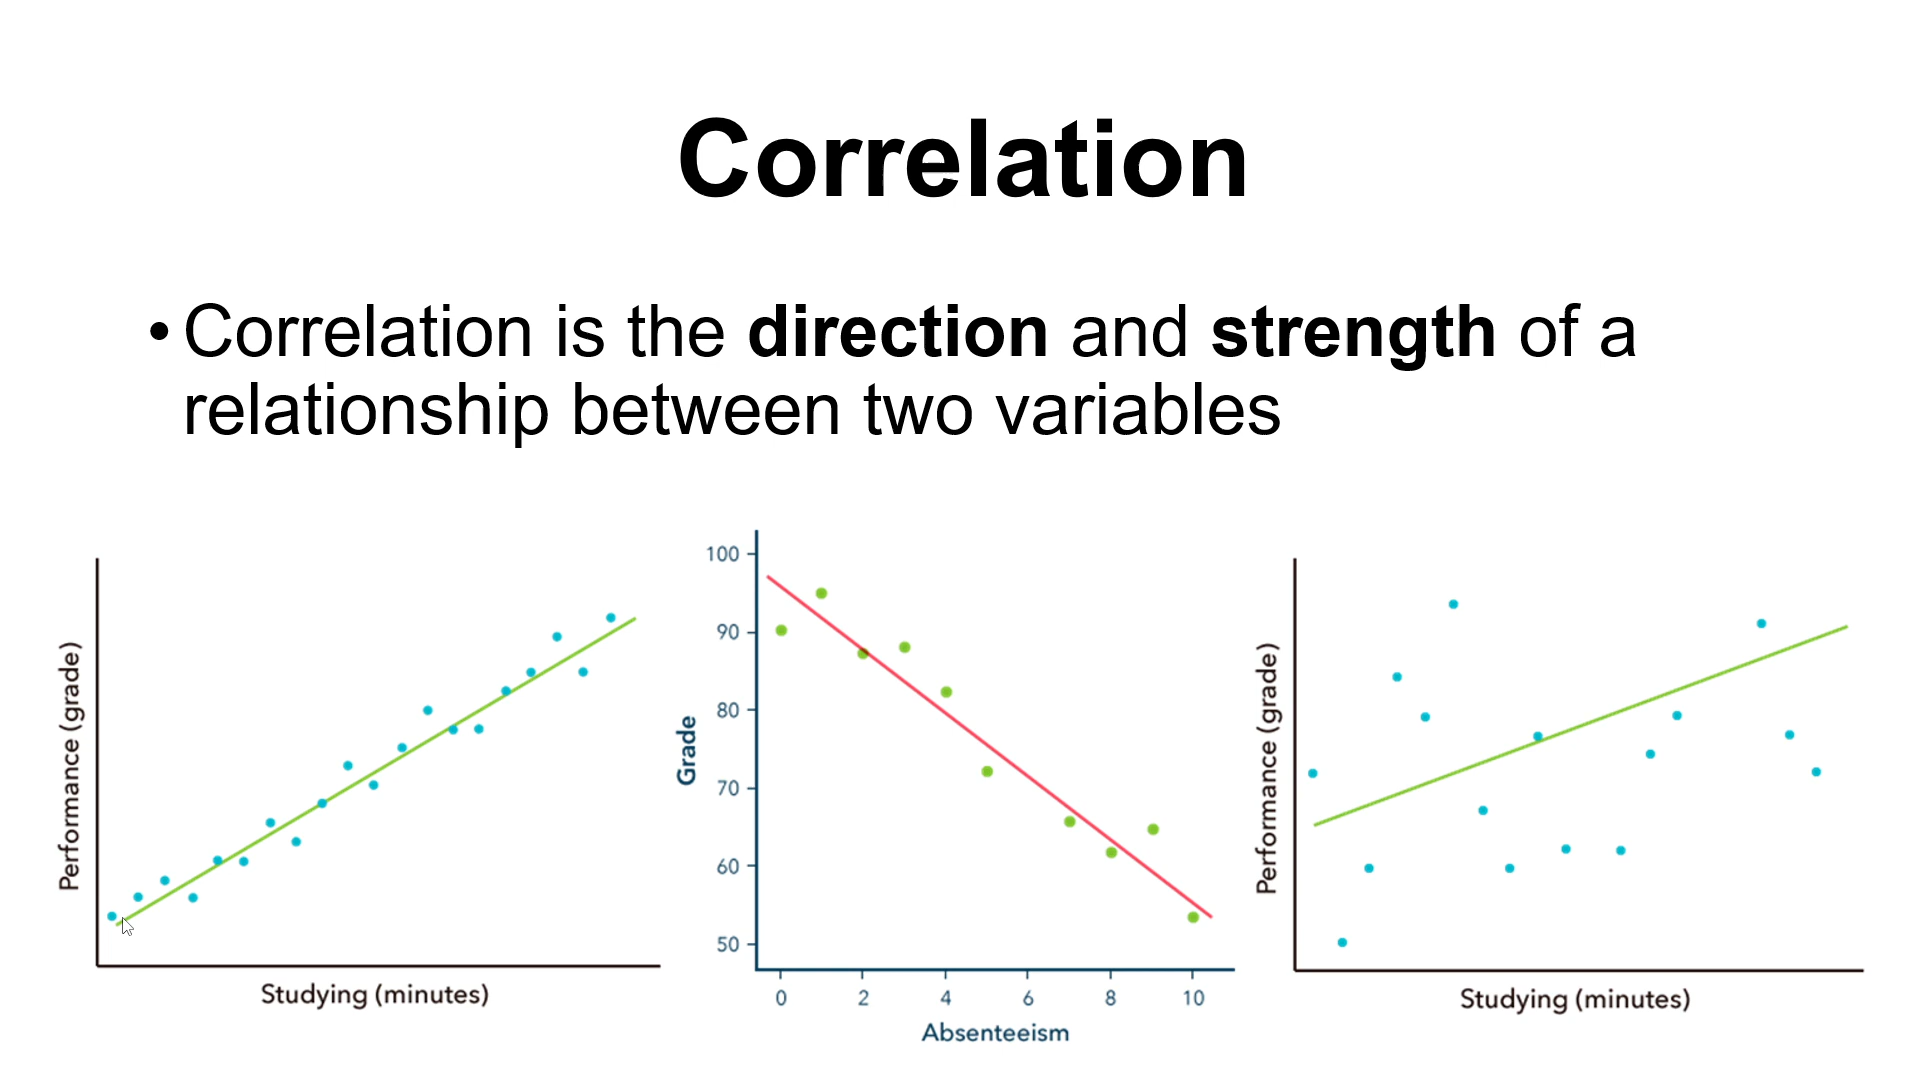 Correlation
• Correlation is the direction and strength of a
relationship between two variables
Performance (grade)
Studying (minutes)
100
90
80
70
60
50
Grade
0 2 4 6 8 10
Absenteeism
Performance (grade)
Studying (minutes)